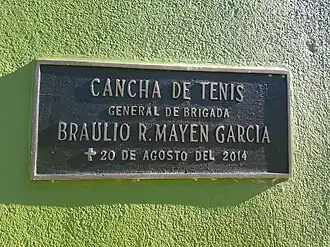 CANCHA DE TENIS
GENERAL DE BRIGADA
BRAULIO R. MAYEN GARCIA
✝ 20 DE AGOSTO DEL 2014